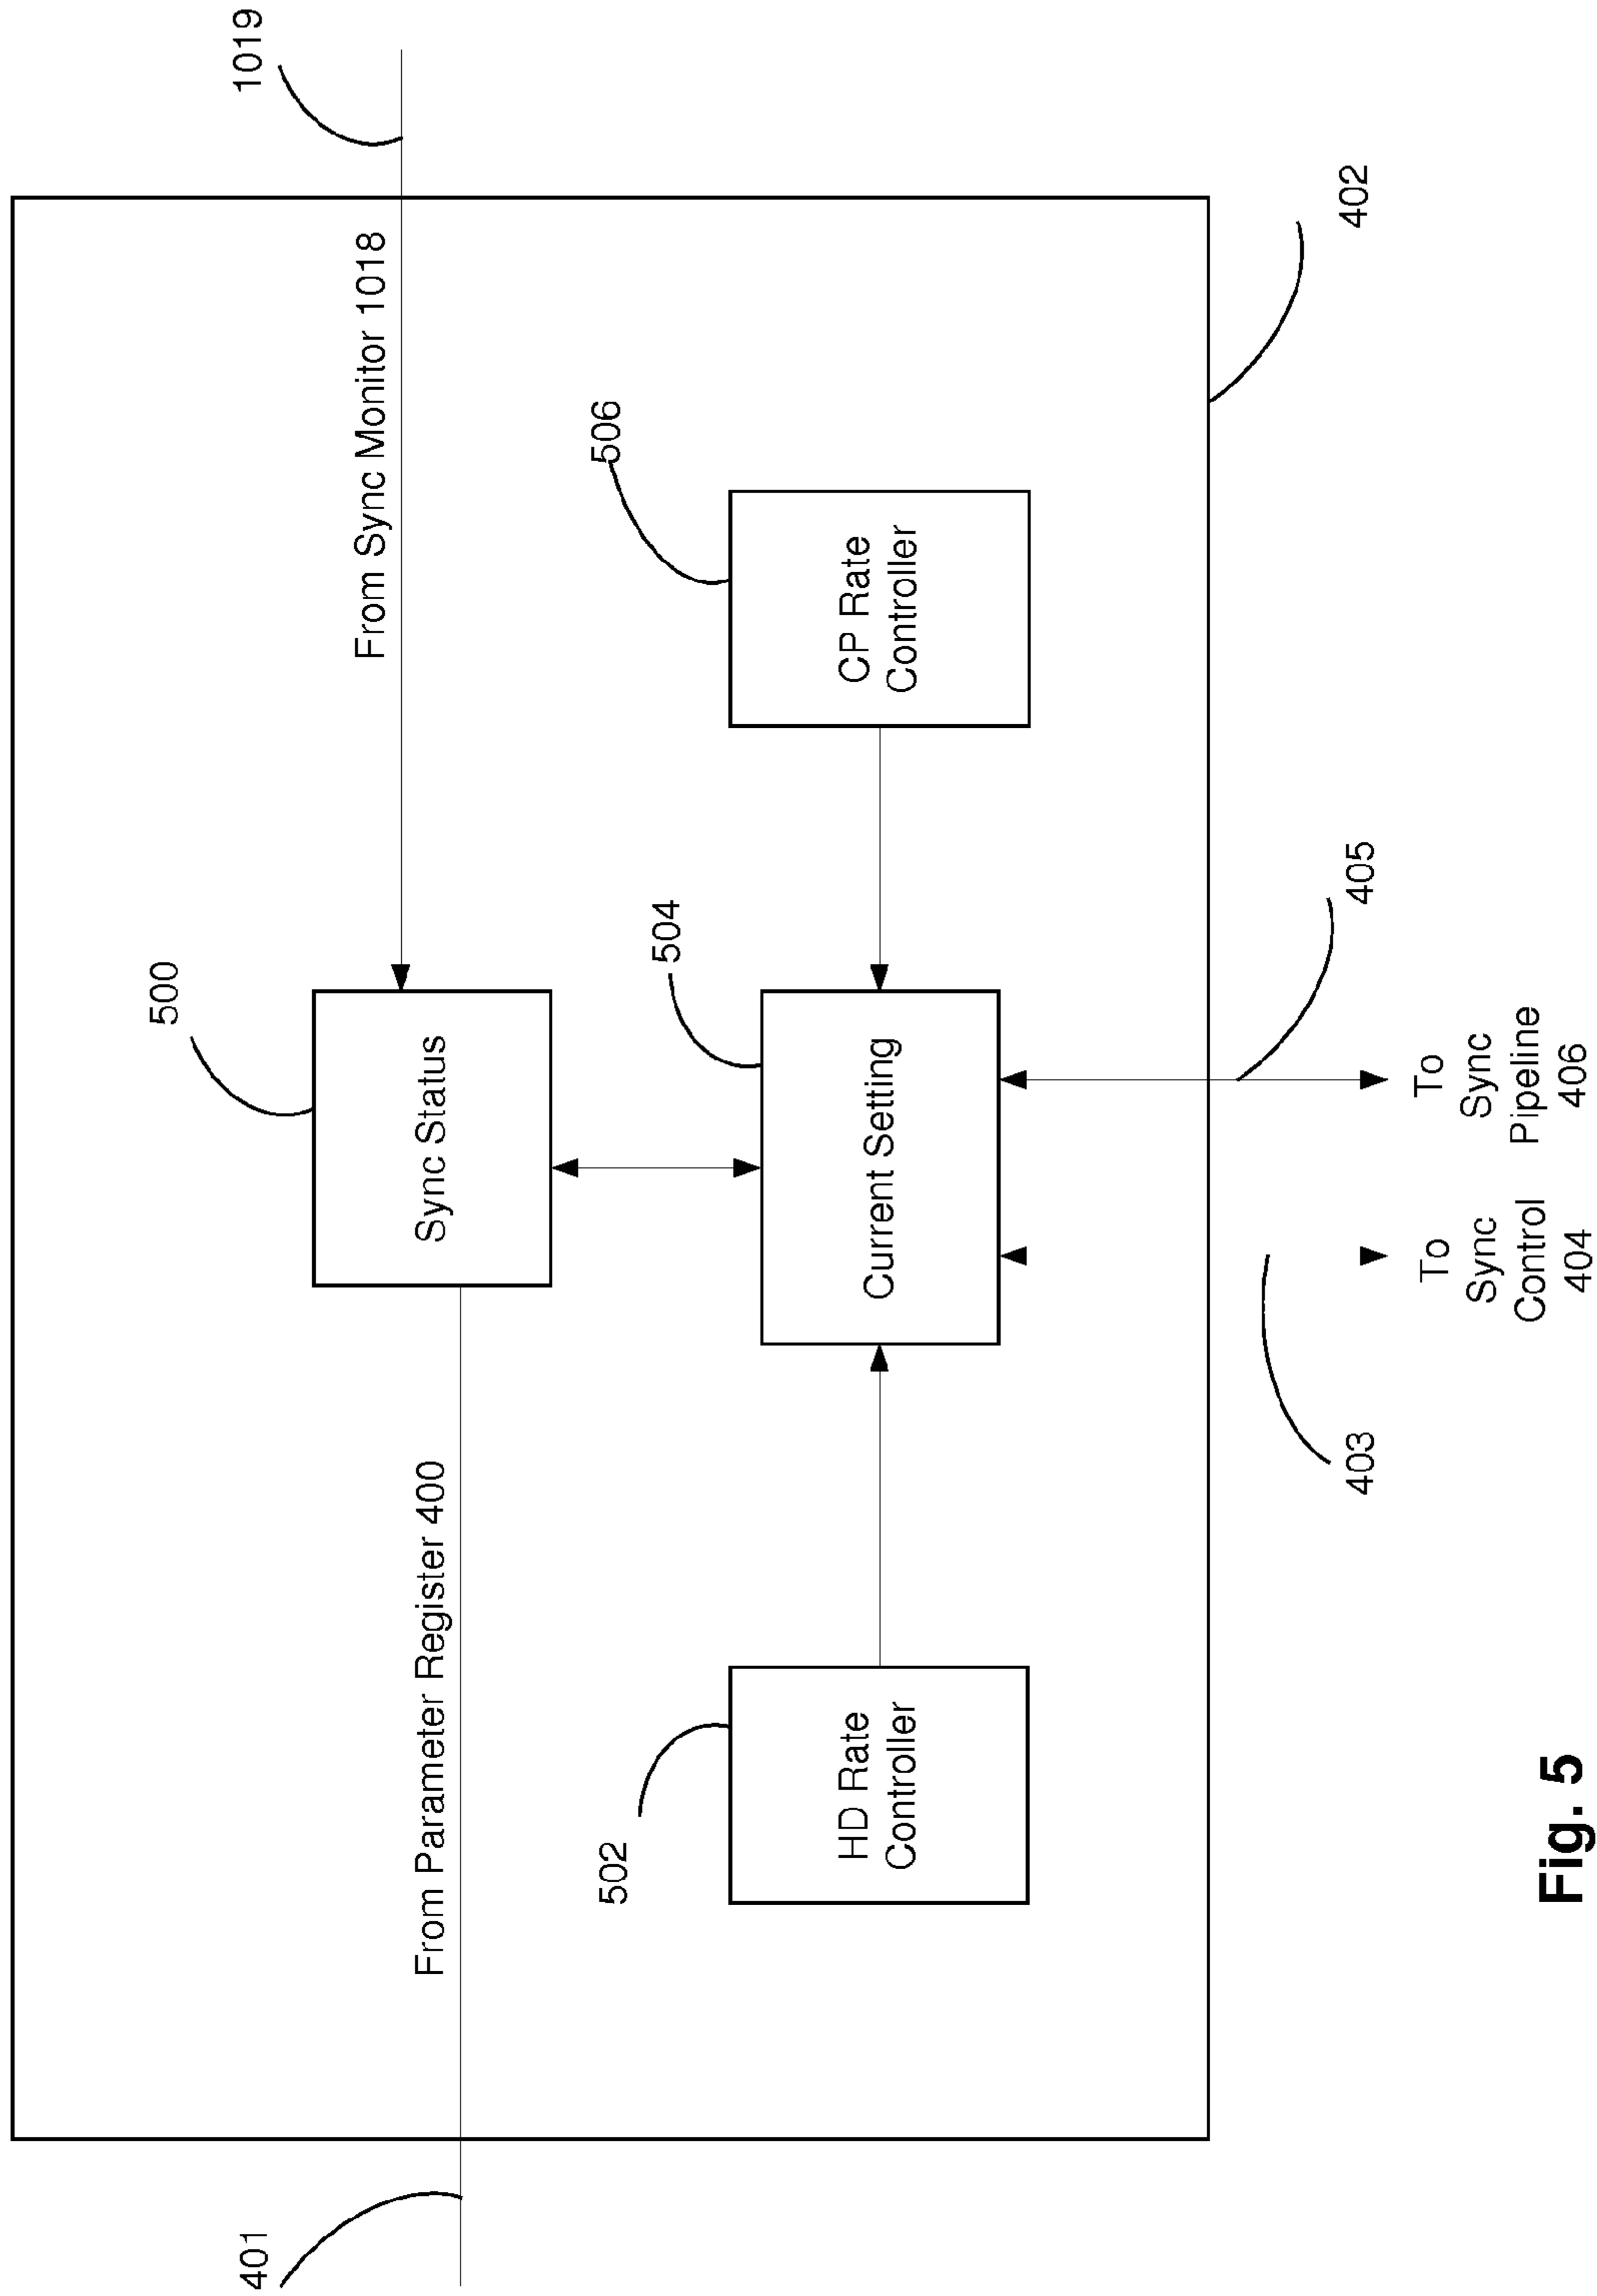 1019
From Sync Monitor 1018
500
Sync Status
From Parameter Register 400
401
504
506
502
HD Rate
Controller
Current Setting
CP Rate
Controller
402
403
405
To
Sync
Control
404
To
Sync
Pipeline
406
Fig. 5